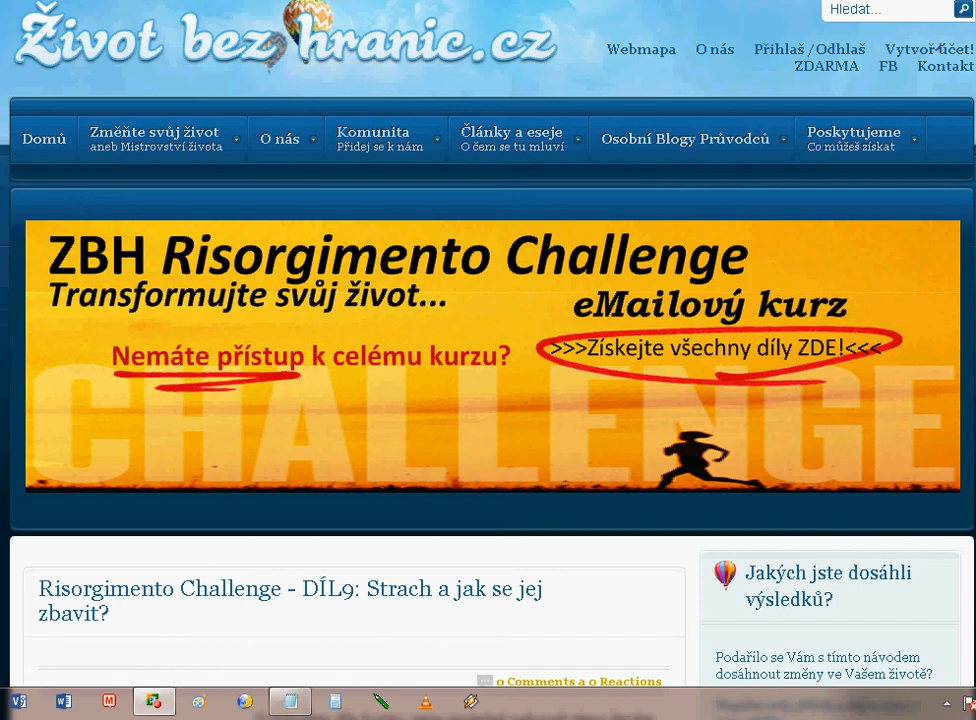 Život bez hranic.cz
Hledat...
Webmapa O nás Přihlaš / Odhlaš Vytvoř účet!
ZDARMA FB Kontakt
Domů
Změňte svůj život
aneb Mistrovství života
O nás
Komunita
Přidej se k nám
Články a eseje
O čem se tu mluví
Osobní Blogy Průvodců
Poskytujeme
Co můžeš získat
ZBH Risorgimento Challenge
Transformujte svůj život...
eMailový kurz
Nemáte přístup k celému kurzu?
>>>Získejte všechny díly ZDE!<<<
CHALLENGE
Risorgimento Challenge - DÍL9: Strach a jak se jej
zbavit?
0 Comments a 0 Reactions
Jakých jste dosáhli
výsledků?
Podařilo se Vám s tímto návodem
dosáhnout změny ve Vašem životě?